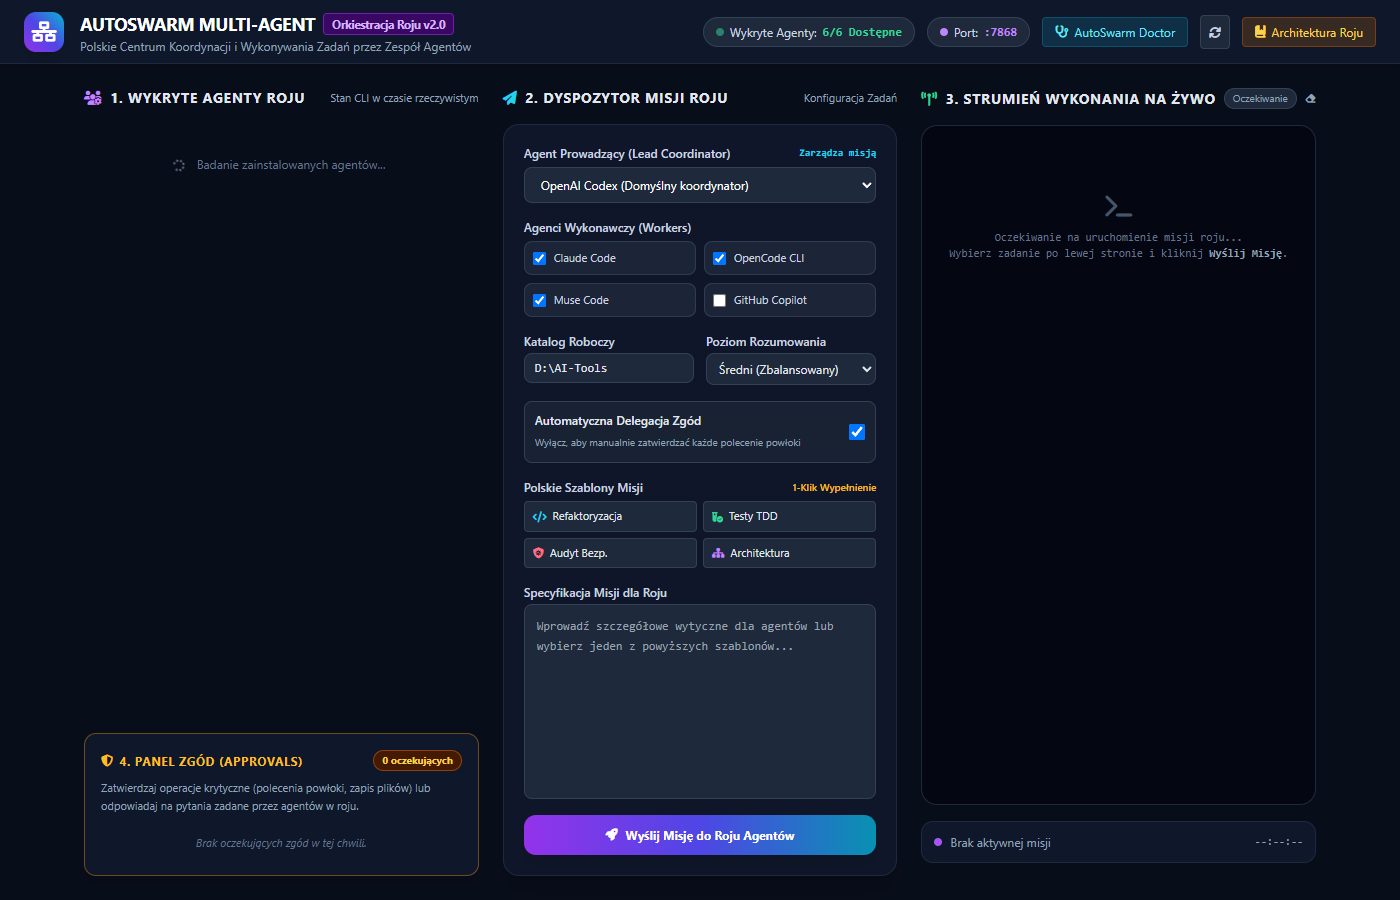 AUTOSWARM MULTI-AGENT
Orkiestracja Roju v2.0
Polskie Centrum Koordynacji i Wykonywania Zadań przez Zespół Agentów
Wykryte Agenty: 6/6 Dostępne
Port: :7868
AutoSwarm Doctor
Architektura Roju
1. WYKRYTE AGENTY ROJU
Stan CLI w czasie rzeczywistym
Badanie zainstalowanych agentów...
4. PANEL ZGÓD (APPROVALS)
0 oczekujących
Zatwierdzaj operacje krytyczne (polecenia powłoki, zapis plików) lub
odpowiadaj na pytania zadane przez agentów w roju.
Brak oczekujących zgód w tej chwili.
2. DYSPOZYTOR MISJI ROJU
Konfiguracja Zadań
Agent Prowadzący (Lead Coordinator)
Zarządza misją
OpenAI Codex (Domyślny koordynator)
Agenci Wykonawczy (Workers)
Claude Code
OpenCode CLI
Muse Code
GitHub Copilot
Katalog Roboczy
Poziom Rozumowania
D:\AI-Tools
Średni (Zbalansowany)
Automatyczna Delegacja Zgód
Wyłącz, aby manualnie zatwierdzać każde polecenie powłoki
Polskie Szablony Misji
1-Klik Wypełnienie
Refaktoryzacja
Testy TDD
Audyt Bezp.
Architektura
Specyfikacja Misji dla Roju
Wprowadź szczegółowe wytyczne dla agentów lub
wybierz jeden z powyższych szablonów...
Wyślij Misję do Roju Agentów
3. STRUMIEŃ WYKONANIA NA ŻYWO
Oczekiwanie
Oczekiwanie na uruchomienie misji roju...
Wybierz zadanie po lewej stronie i kliknij Wyślij Misję.
Brak aktywnej misji
--:--:--